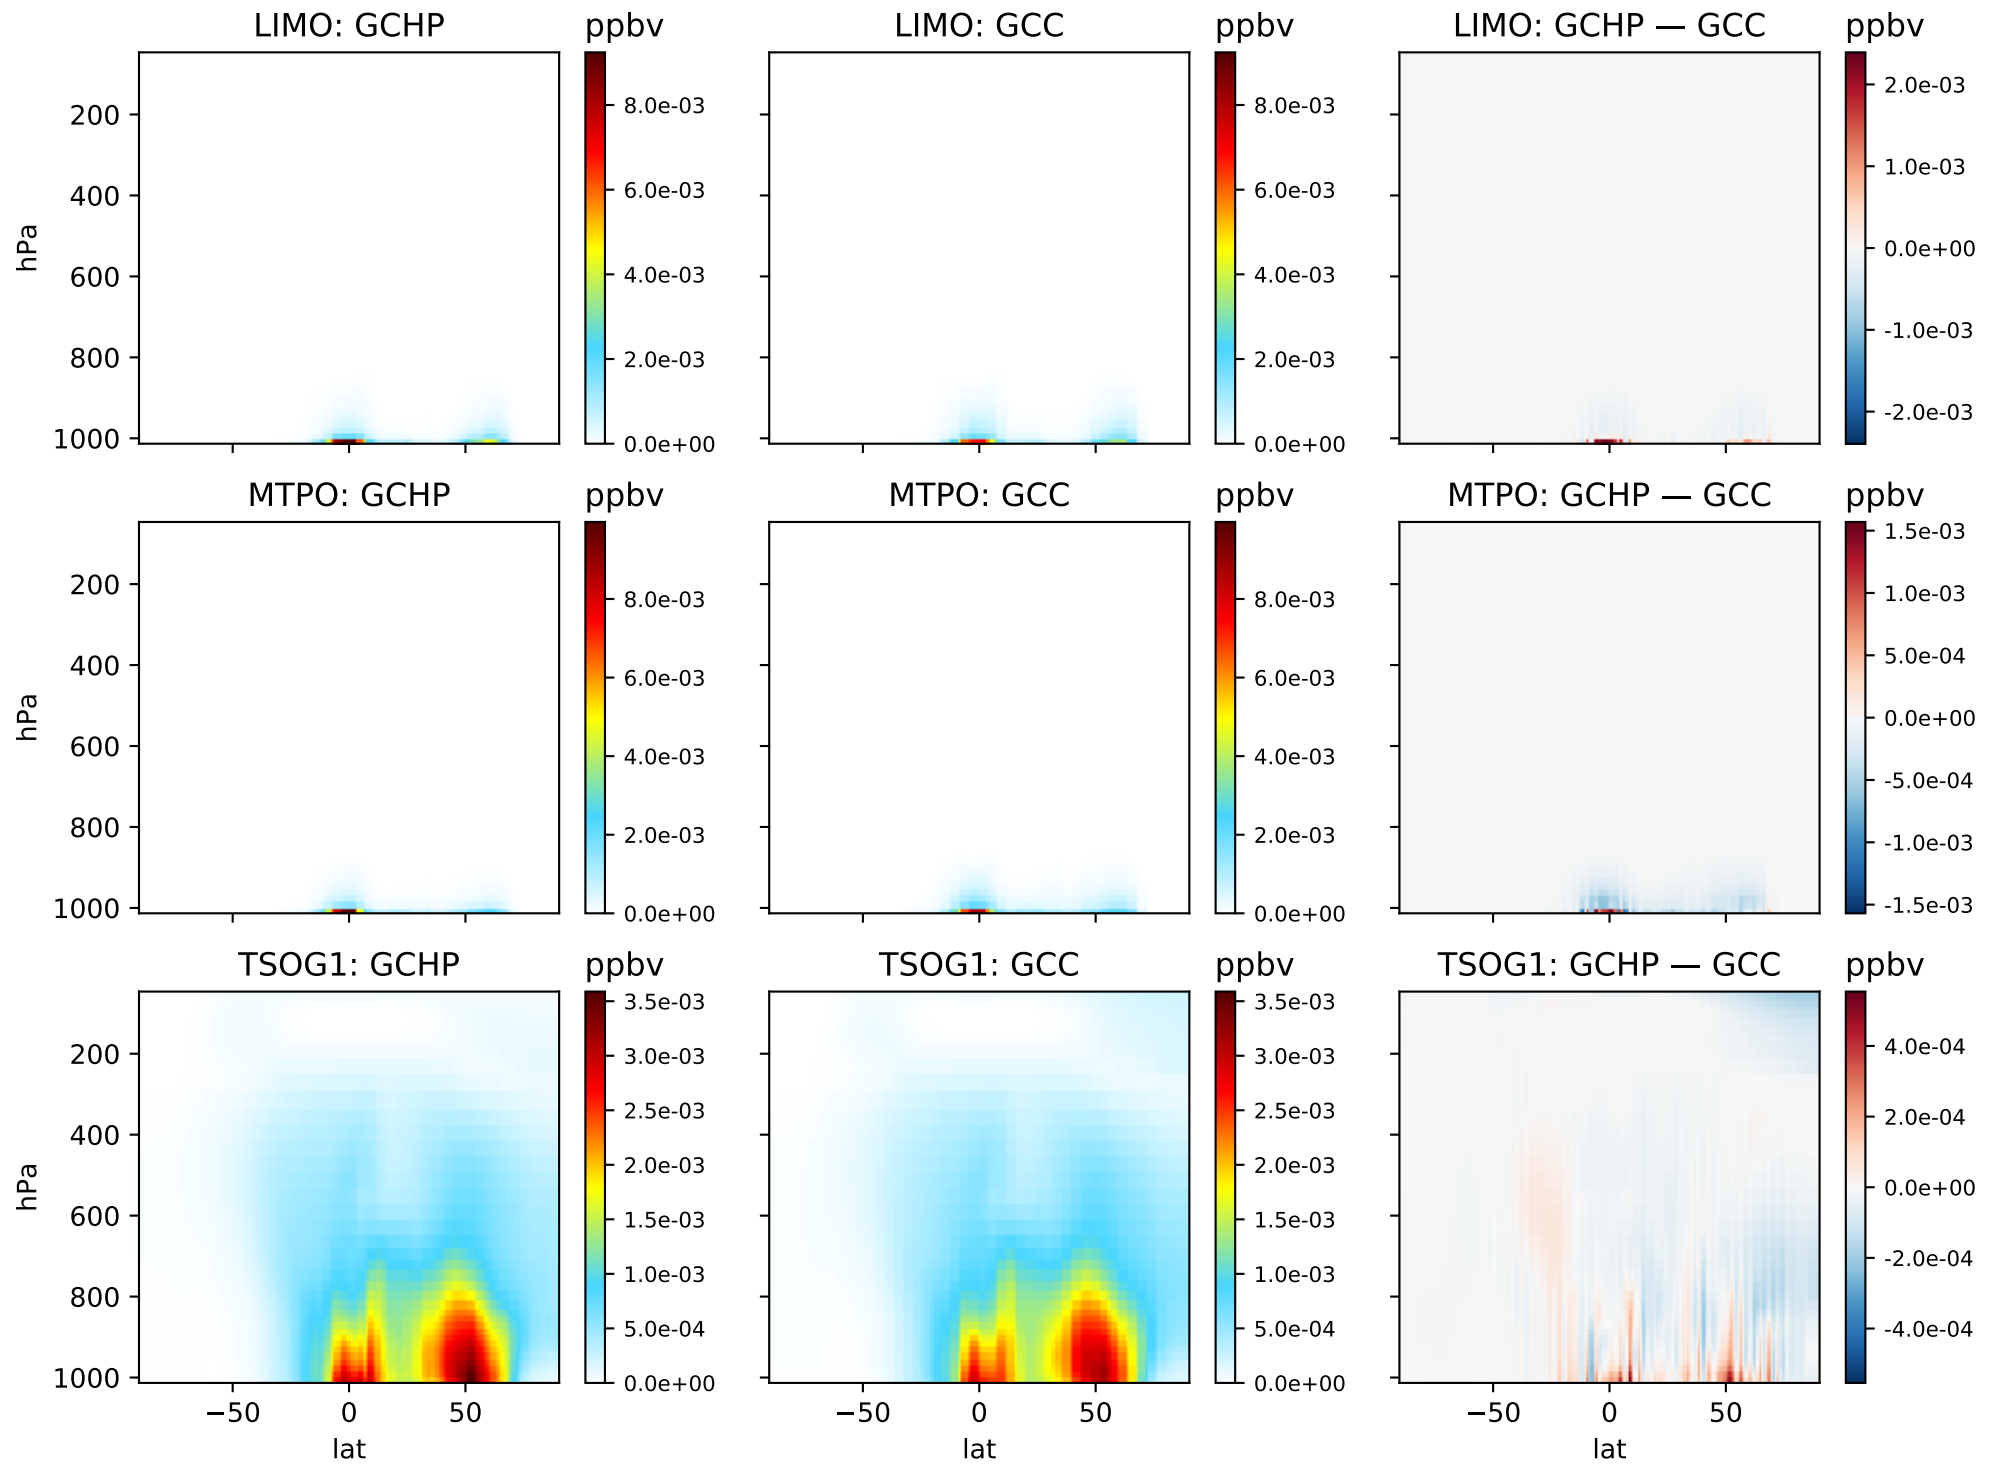 LIMO: GCHP ppbv LIMO: GCC ppbv LIMO: GCHP — GCC ppbv
hPa
200
400
600
800
1000
8.0e-03
6.0e-03
4.0e-03
2.0e-03
0.0e+00
8.0e-03
6.0e-03
4.0e-03
2.0e-03
0.0e+00
2.0e-03
1.0e-03
0.0e+00
-1.0e-03
-2.0e-03
MTPO: GCHP ppbv MTPO: GCC ppbv MTPO: GCHP — GCC ppbv
hPa
200
400
600
800
1000
8.0e-03
6.0e-03
4.0e-03
2.0e-03
0.0e+00
8.0e-03
6.0e-03
4.0e-03
2.0e-03
0.0e+00
1.5e-03
1.0e-03
5.0e-04
0.0e+00
-5.0e-04
-1.0e-03
-1.5e-03
TSOG1: GCHP ppbv TSOG1: GCC ppbv TSOG1: GCHP — GCC ppbv
hPa
200
400
600
800
1000
3.5e-03
3.0e-03
2.5e-03
2.0e-03
1.5e-03
1.0e-03
5.0e-04
0.0e+00
3.5e-03
3.0e-03
2.5e-03
2.0e-03
1.5e-03
1.0e-03
5.0e-04
0.0e+00
4.0e-04
2.0e-04
0.0e+00
-2.0e-04
-4.0e-04
−50 0 50 −50 0 50 −50 0 50
lat lat lat